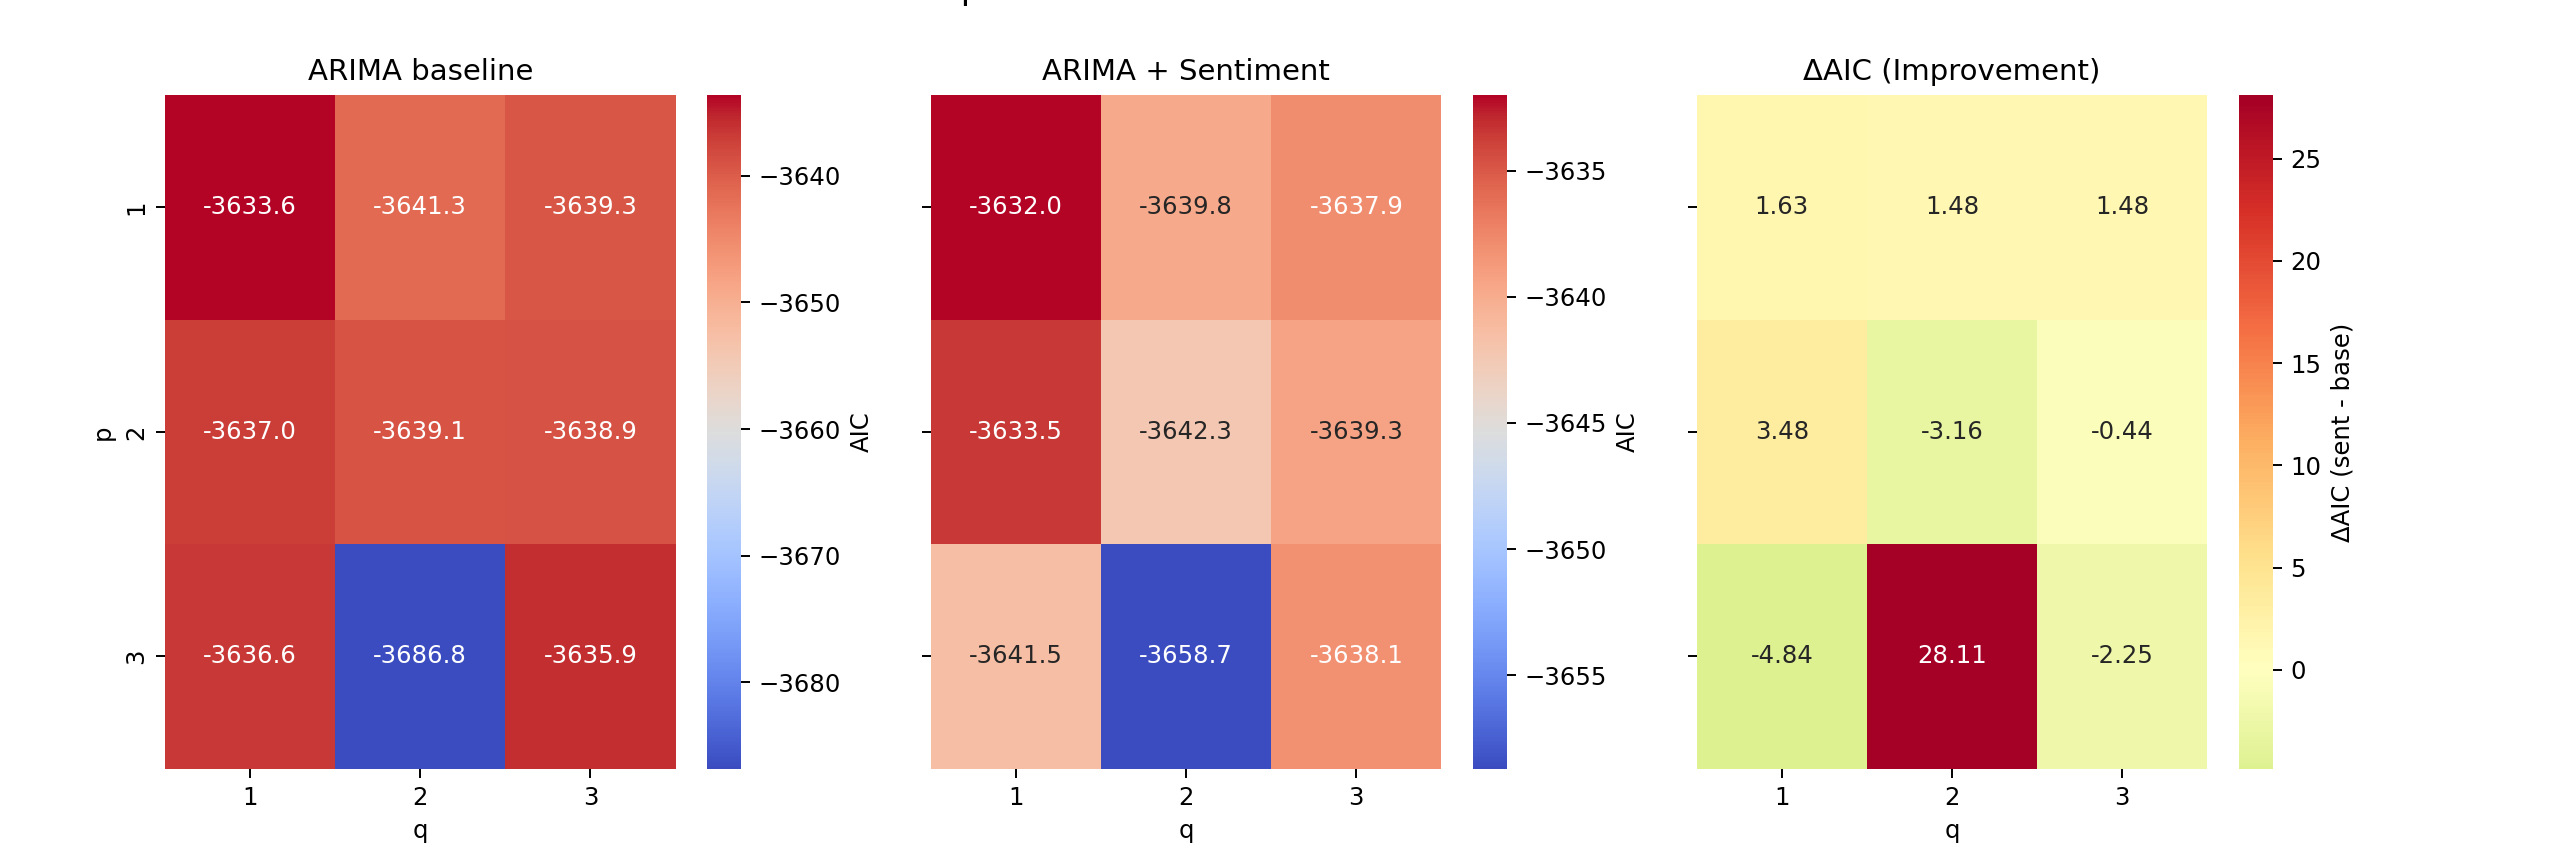 ARIMA baseline
-3633.6 -3641.3 -3639.3
-3637.0 -3639.1 -3638.9
-3636.6 -3686.8 -3635.9
1
2
3
p
1 2 3
q
−3640
−3650
−3660
−3670
−3680
AIC
ARIMA + Sentiment
-3632.0 -3639.8 -3637.9
-3633.5 -3642.3 -3639.3
-3641.5 -3658.7 -3638.1
1 2 3
q
−3635
−3640
−3645
−3650
−3655
AIC
ΔAIC (Improvement)
1.63 1.48 1.48
3.48 -3.16 -0.44
-4.84 28.11 -2.25
1 2 3
q
25
20
15
10
5
0
ΔAIC (sent - base)